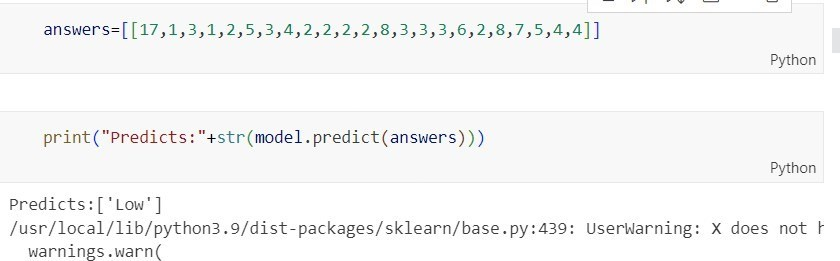 answers=[[17,1,3,1,2,5,3,4,2,2,2,2,8,3,3,3,6,2,8,7,5,4,4]]
Python
print("Predicts:"+str(model.predict(answers)))
Python
Predicts:['Low']
/usr/local/lib/python3.9/dist-packages/sklearn/base.py:439: UserWarning: X does not
warnings.warn(